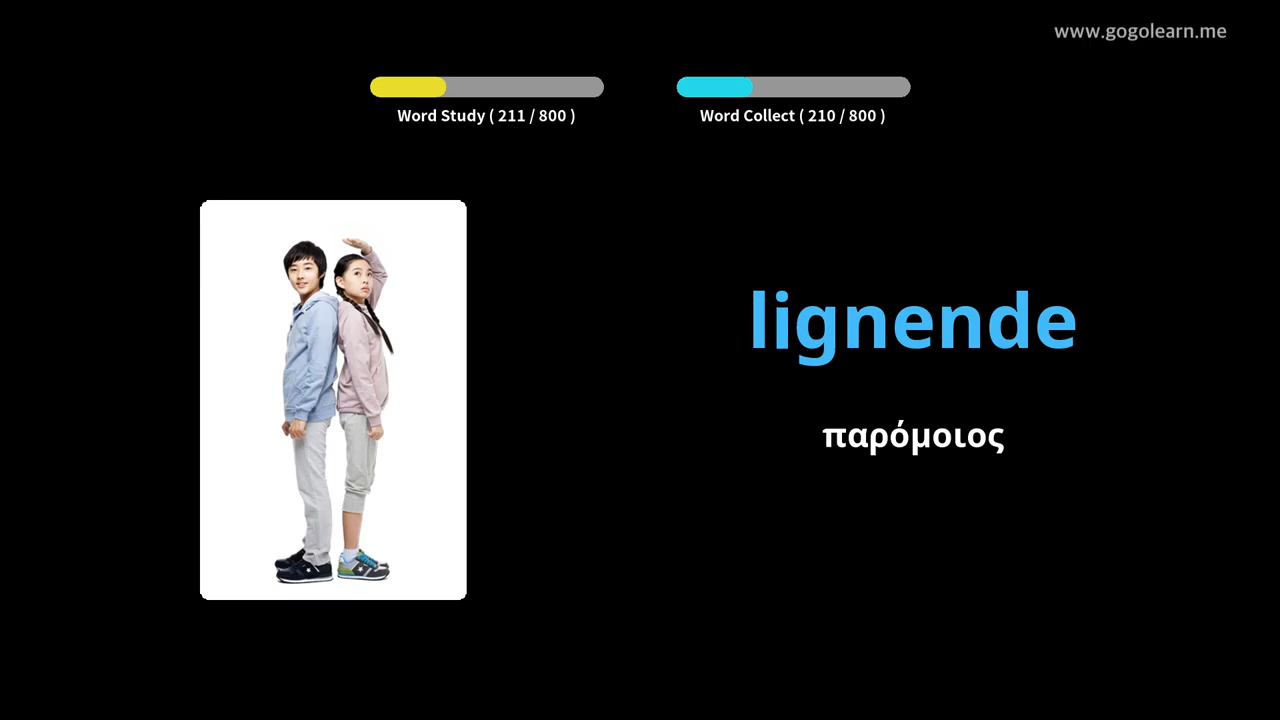 www.gogolearn.me
Word Study ( 211 / 800 )
Word Collect ( 210 / 800 )
lignende
παρόμοιος